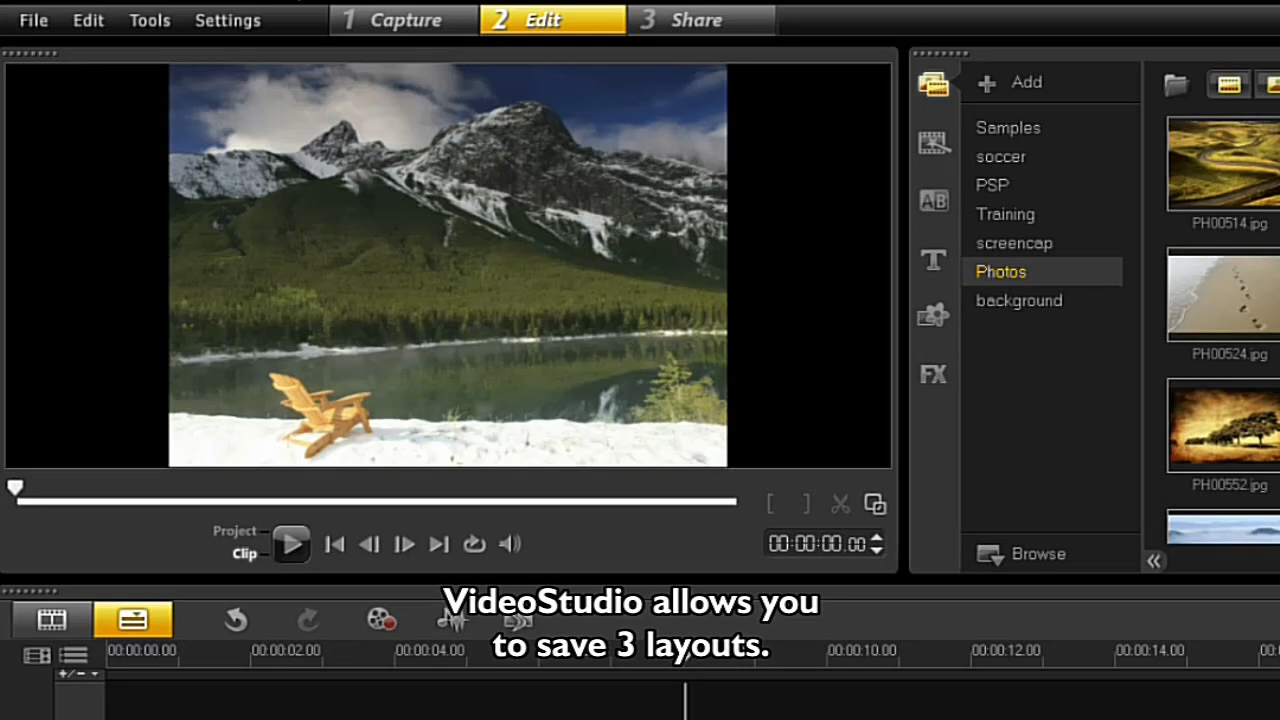 File Edit Tools Settings 1 Capture 2 Edit 3 Share
Add
Samples
soccer
PSP
Training
screencap
Photos
background
Browse
AB
T
FX
PH00514.jpg
PH00524.jpg
PH00552.jpg
Project
Clip
[ ]
00:00:00.00
VideoStudio allows you
to save 3 layouts.
00:00:00.00 00:00:02.00 00:00:04.00 00:00:10.00 00:00:12.00 00:00:14.00
+/-